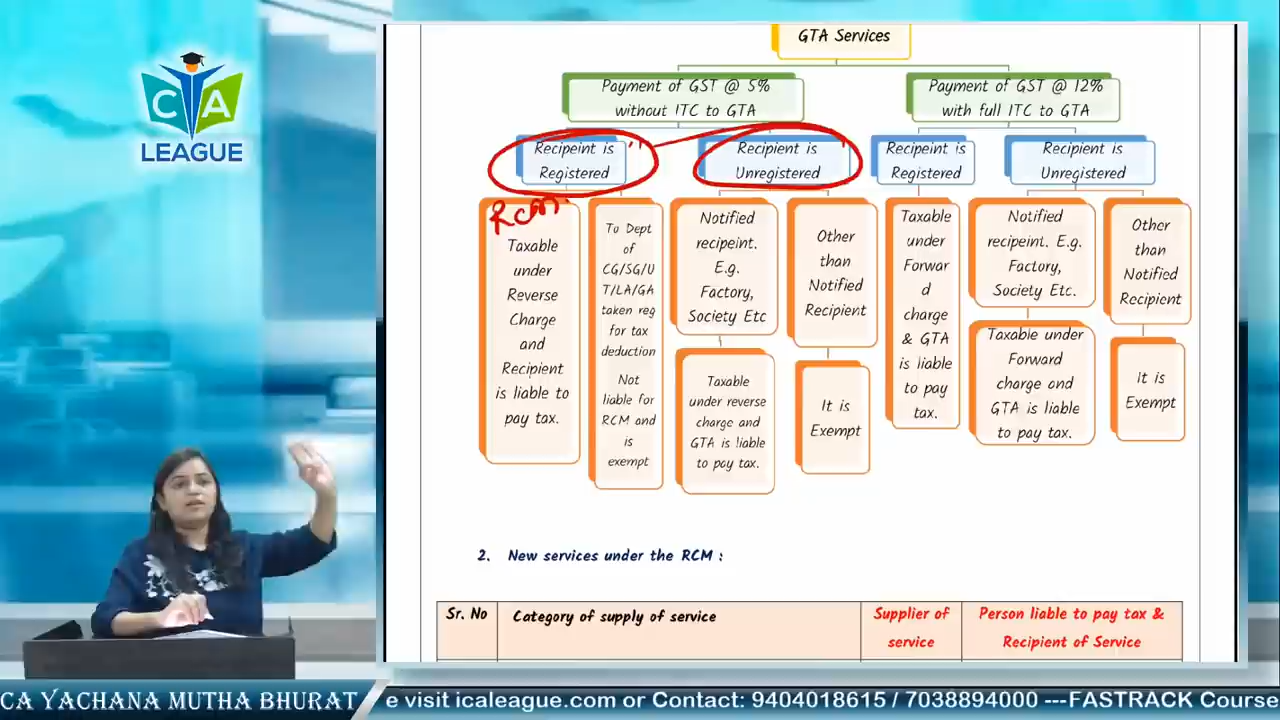 CA
LEAGUE
GTA Services
Payment of GST @ 5%
without ITC to GTA
Payment of GST @ 12%
with full ITC to GTA
Recipeint is
Registered
Recipient is
Unregistered
Recipeint is
Registered
Recipient is
Unregistered
RCM.
Taxable
under
Reverse
Charge
and
Recipient
is liable to
pay tax.
To Dept
of
CG/SG/U
T/LA/GA
taken reg
for tax
deduction
Not
liable for
RCM and
is
exempt
Notified
recipeint.
E.g.
Factory,
Society Etc
Taxable
under reverse
charge and
GTA is liable
to pay tax.
Other
than
Notified
Recipient
It is
Exempt
Taxable
under
Forwar
d
charge
& GTA
is liable
to pay
tax.
Notified
recipeint. E.g.
Factory,
Society Etc.
Taxable under
Forward
charge and
GTA is liable
to pay tax.
Other
than
Notified
Recipient
It is
Exempt
2. New services under the RCM :
Sr. No
Category of supply of service
Supplier of
service
Person liable to pay tax &
Recipient of Service
CA YACHANA MUTHA BHURAT
e visit icaleague.com or Contact: 9404018615 / 7038894000 ---FASTRACK Course